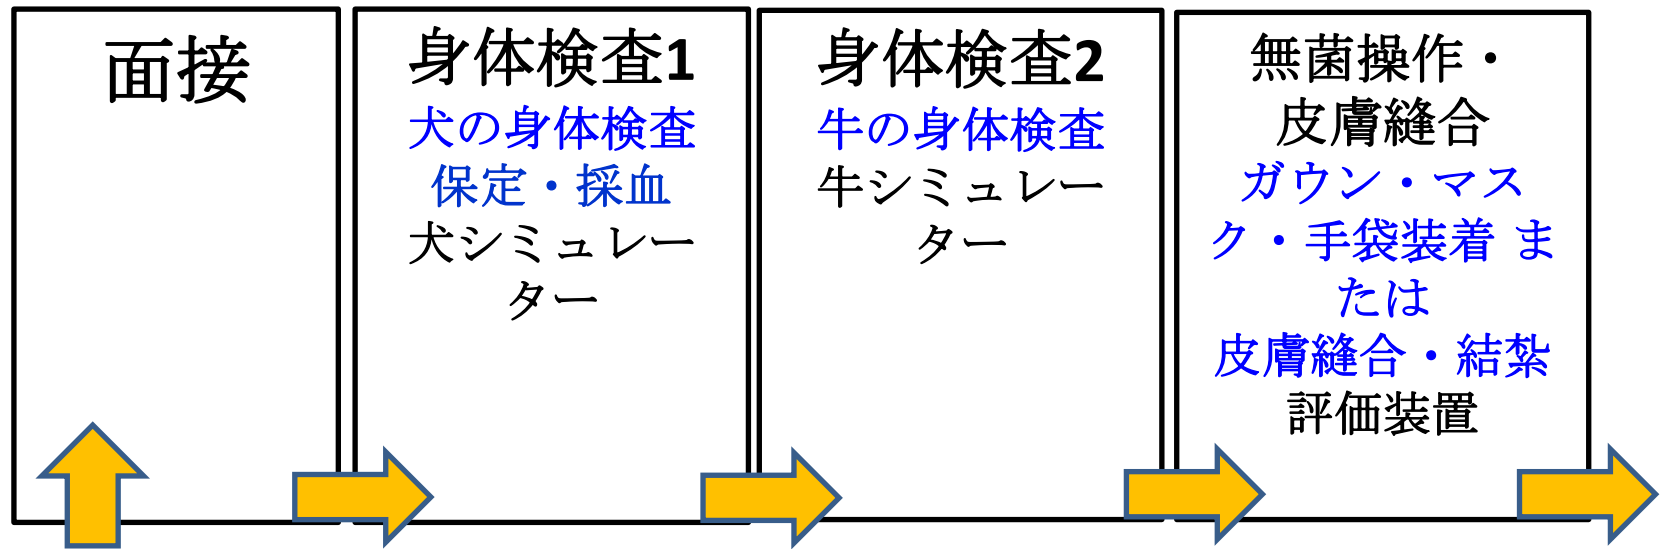 面接
身体検査1
犬の身体検査
保定・採血
犬シミュレー
ター
身体検査2
牛の身体検査
牛シミュレー
ター
無菌操作・
皮膚縫合
ガウン・マス
ク・手袋装着 ま
たは
皮膚縫合・結紮
評価装置